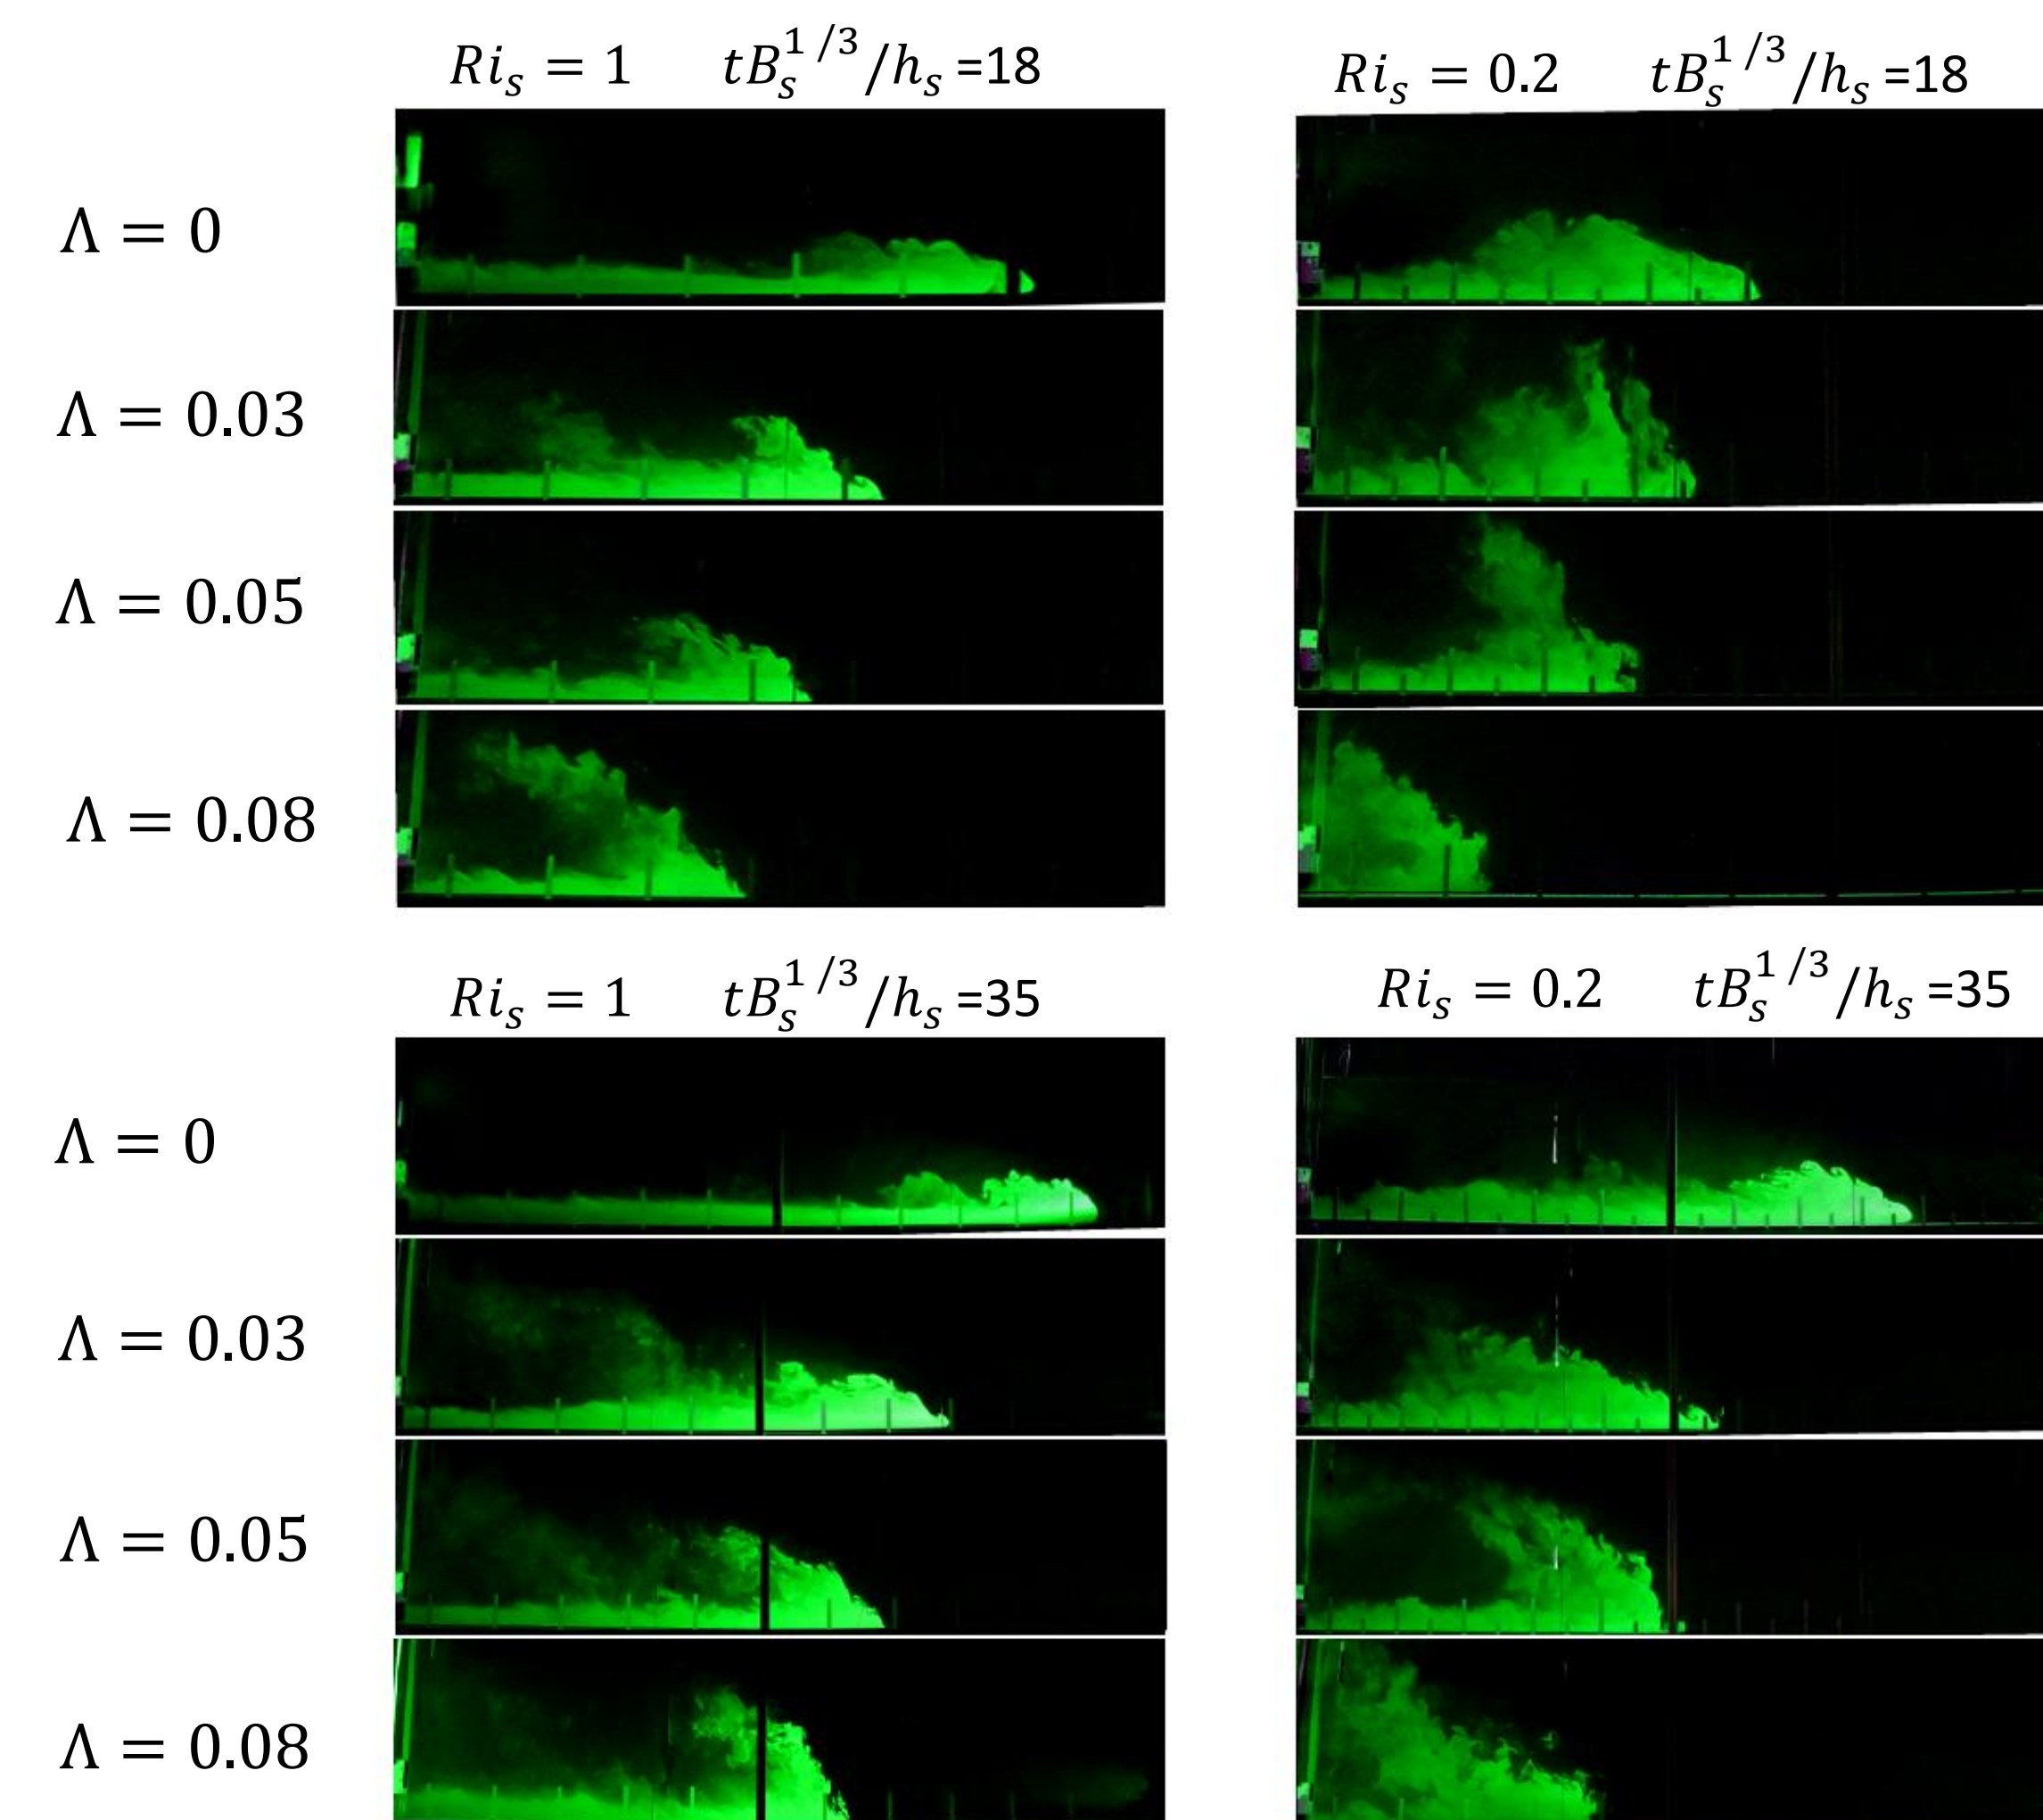 Ri_s = 1 tB_s^{1/3}/h_s =18
Ri_s = 0.2 tB_s^{1/3}/h_s =18
Λ = 0
Λ = 0.03
Λ = 0.05
Λ = 0.08
Ri_s = 1 tB_s^{1/3}/h_s =35
Ri_s = 0.2 tB_s^{1/3}/h_s =35
Λ = 0
Λ = 0.03
Λ = 0.05
Λ = 0.08